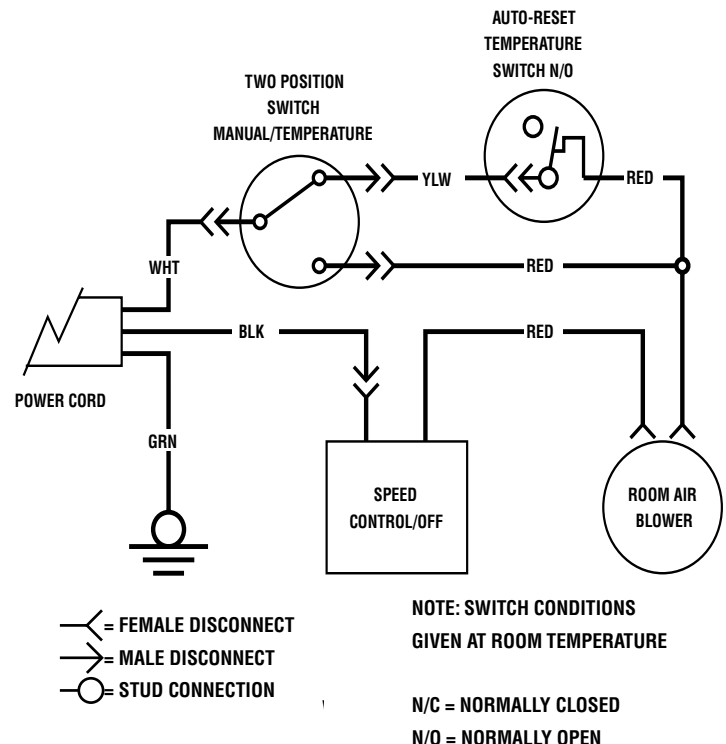 AUTO-RESET
TEMPERATURE
SWITCH N/O
TWO POSITION
SWITCH
MANUAL/TEMPERATURE
YLW
RED
WHT
RED
BLK
RED
POWER CORD
GRN
SPEED
CONTROL/OFF
ROOM AIR
BLOWER
= FEMALE DISCONNECT
= MALE DISCONNECT
= STUD CONNECTION
NOTE: SWITCH CONDITIONS
GIVEN AT ROOM TEMPERATURE
N/C = NORMALLY CLOSED
N/O = NORMALLY OPEN